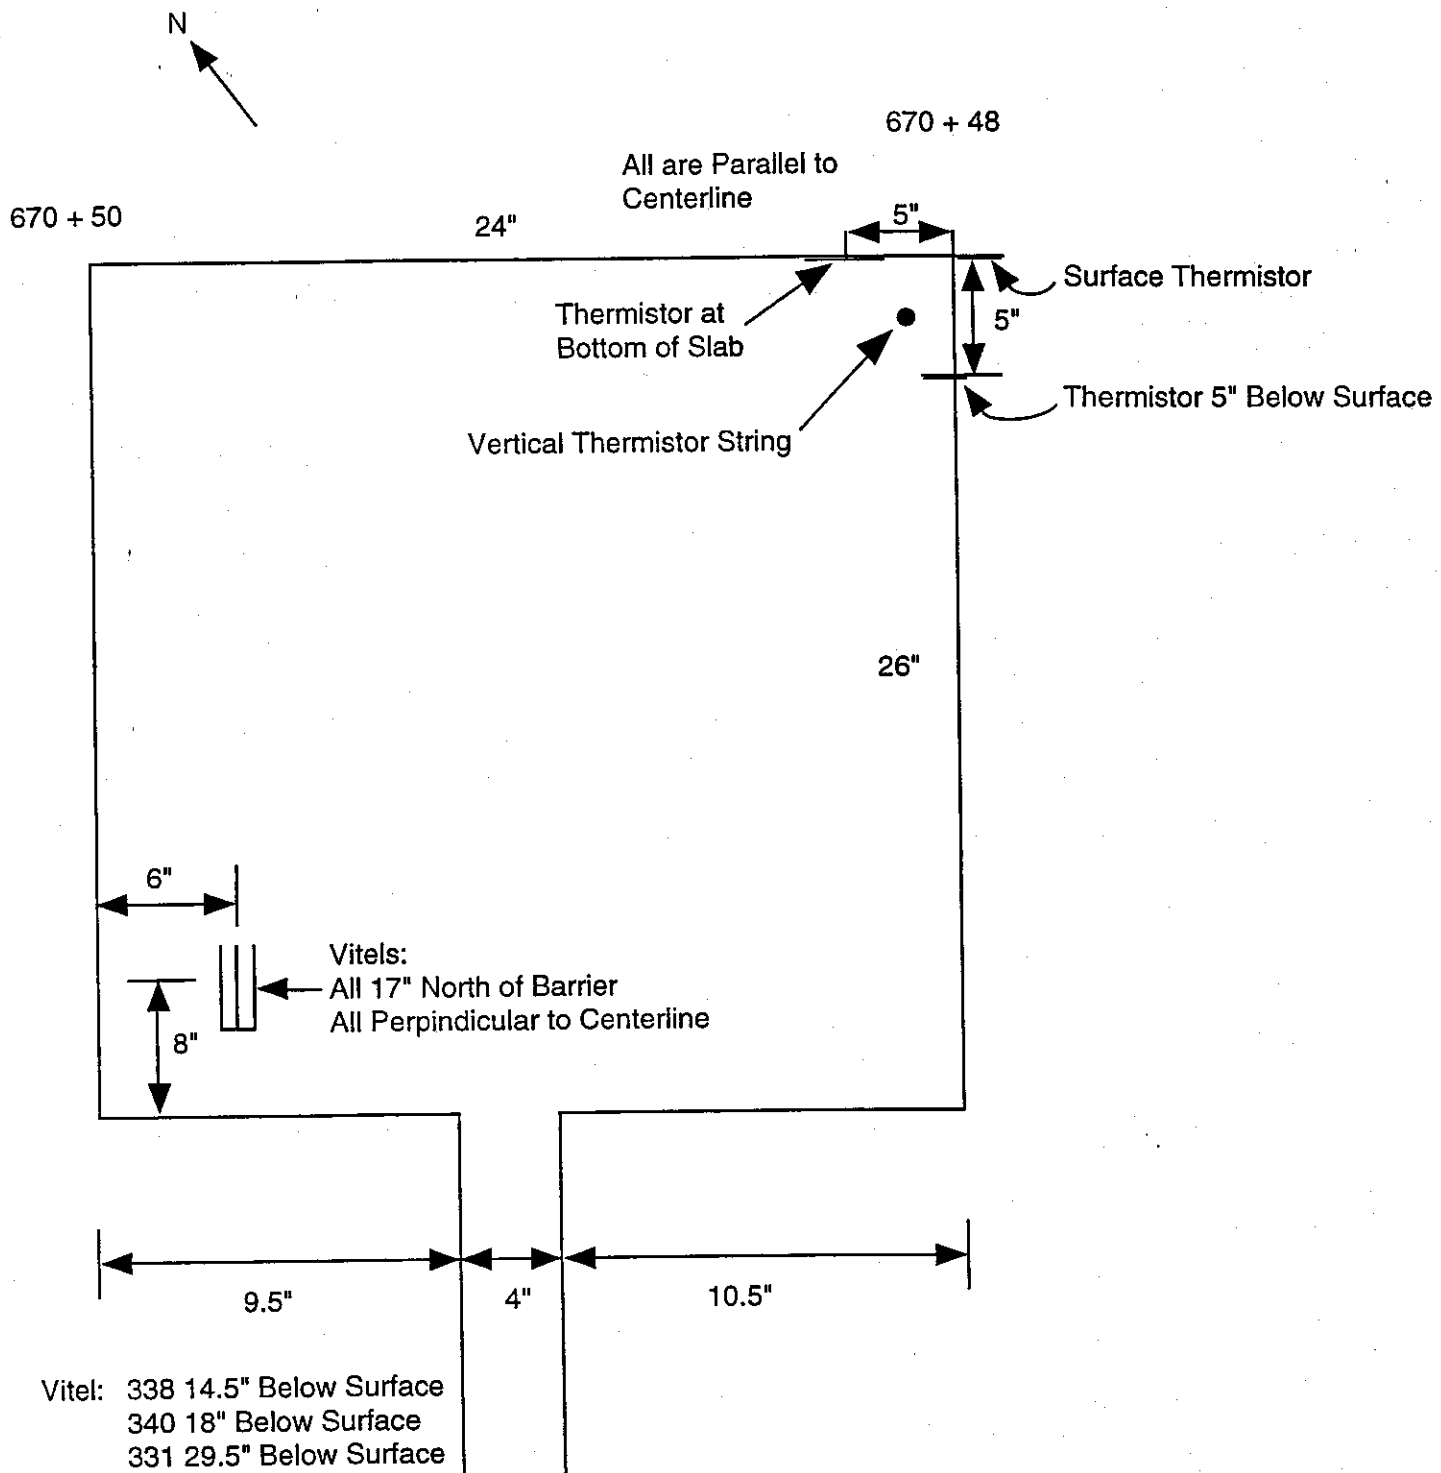 N
670 + 48
All are Parallel to
Centerline
670 + 50
24"
5"
Surface Thermistor
Thermistor at
Bottom of Slab
5"
Thermistor 5" Below Surface
Vertical Thermistor String
26"
6"
Vitels:
All 17" North of Barrier
All Perpindicular to Centerline
8"
9.5"
4"
10.5"
Vitel: 338 14.5" Below Surface
340 18" Below Surface
331 29.5" Below Surface